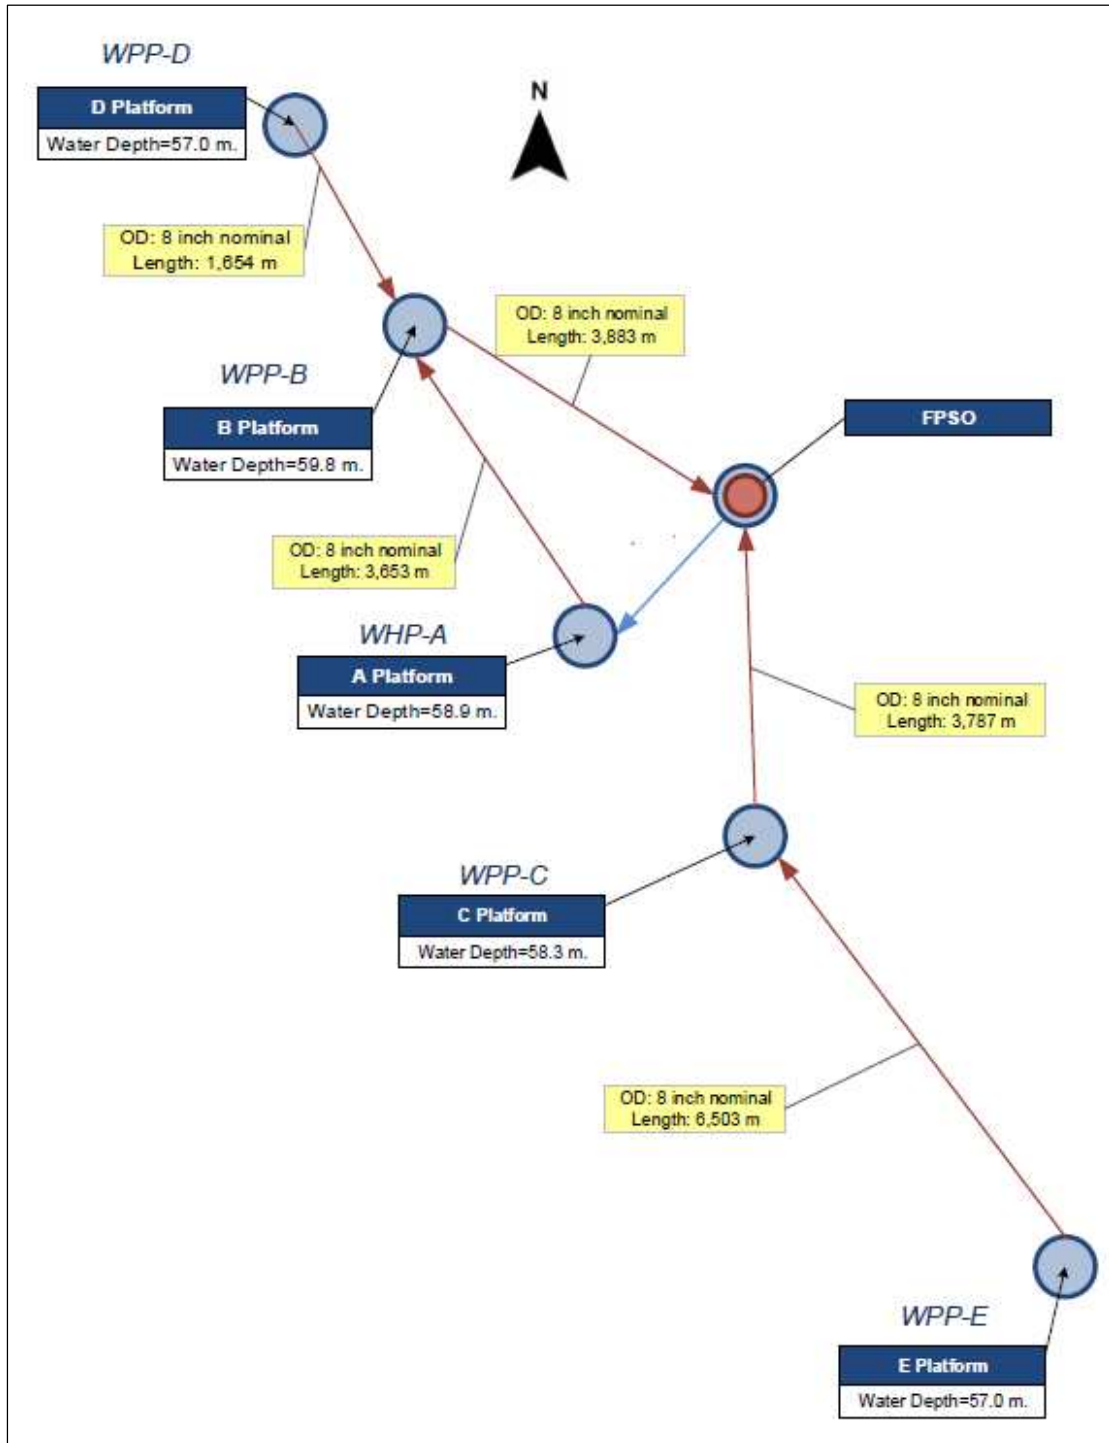 WPP-D
D Platform
Water Depth=57.0 m.
N
OD: 8 inch nominal
Length: 1,654 m
OD: 8 inch nominal
Length: 3,883 m
WPP-B
B Platform
Water Depth=59.8 m.
FPSO
OD: 8 inch nominal
Length: 3,653 m
WHP-A
A Platform
Water Depth=58.9 m.
OD: 8 inch nominal
Length: 3,787 m
WPP-C
C Platform
Water Depth=58.3 m.
OD: 8 inch nominal
Length: 6,503 m
WPP-E
E Platform
Water Depth=57.0 m.